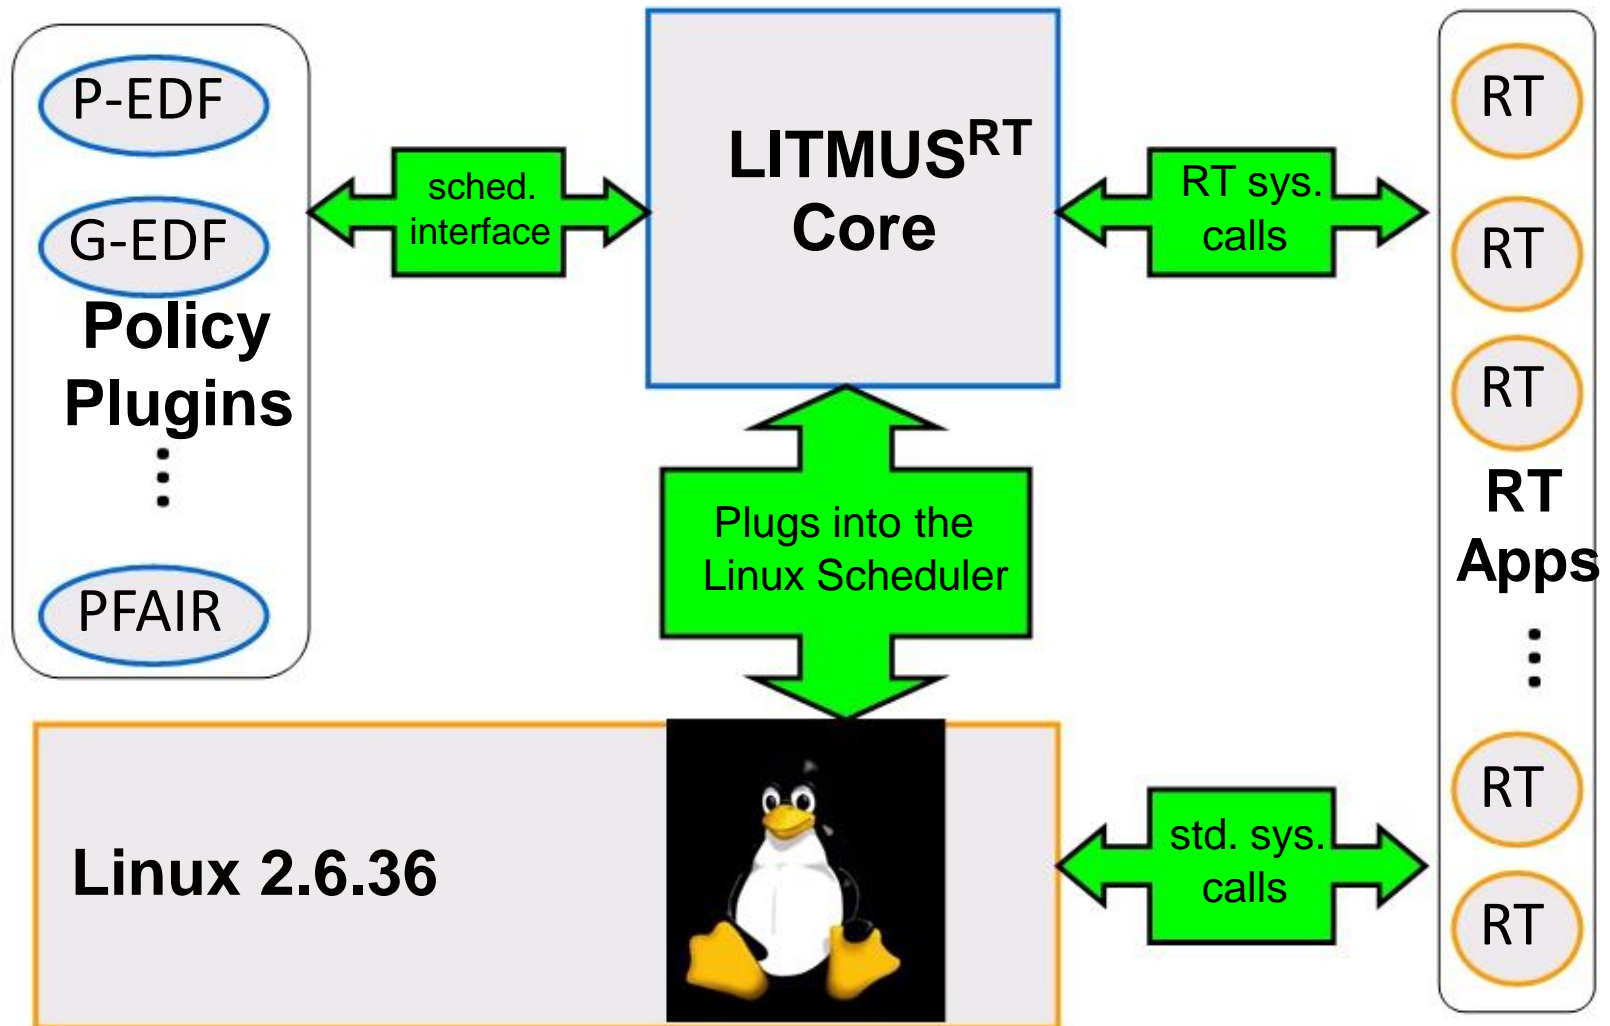 P-EDF
G-EDF
Policy
Plugins
PFAIR
sched.
interface
LITMUSRT
Core
RT sys.
calls
Plugs into the
Linux Scheduler
Linux 2.6.36
std. sys.
calls
RT
RT
RT
RT
Apps
RT
RT